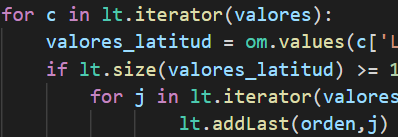 for c in lt.iterator(valores):
    valores_latitud = om.values(c['L
    if lt.size(valores_latitud) >= 1
        for j in lt.iterator(valores
            lt.addLast(orden,j)